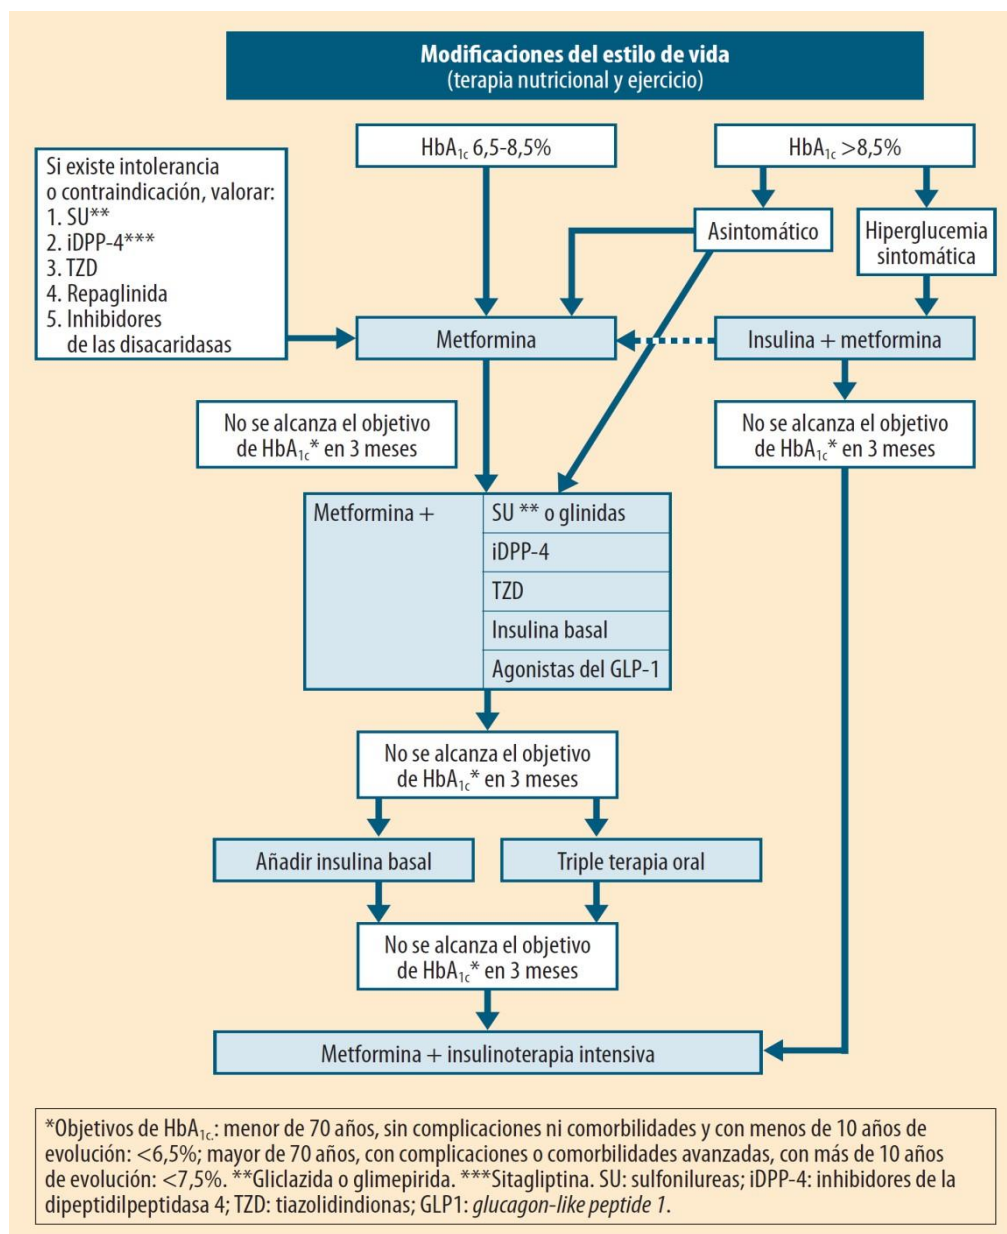 Modificaciones del estilo de vida
(terapia nutricional y ejercicio)
HbA1c 6,5-8,5%
HbA1c >8,5%
Si existe intolerancia
o contraindicación, valorar:
1. SU**
2. iDPP-4***
3. TZD
4. Repaglinida
5. Inhibidores
de las disacaridasas
Asintomático
Hiperglucemia
sintomática
Metformina
Insulina + metformina
No se alcanza el objetivo
de HbA1c* en 3 meses
No se alcanza el objetivo
de HbA1c* en 3 meses
Metformina +
SU ** o glinidas
iDPP-4
TZD
Insulina basal
Agonistas del GLP-1
No se alcanza el objetivo
de HbA1c* en 3 meses
Añadir insulina basal
Triple terapia oral
No se alcanza el objetivo
de HbA1c* en 3 meses
Metformina + insulinoterapia intensiva
*Objetivos de HbA1c.: menor de 70 años, sin complicaciones ni comorbilidades y con menos de 10 años de
evolución: <6,5%; mayor de 70 años, con complicaciones o comorbilidades avanzadas, con más de 10 años
de evolución: <7,5%. **Gliclazida o glimepirida. ***Sitagliptina. SU: sulfonilureas; iDPP-4: inhibidores de la
dipeptidilpeptidasa 4; TZD: tiazolidindionas; GLP1: glucagon-like peptide 1.